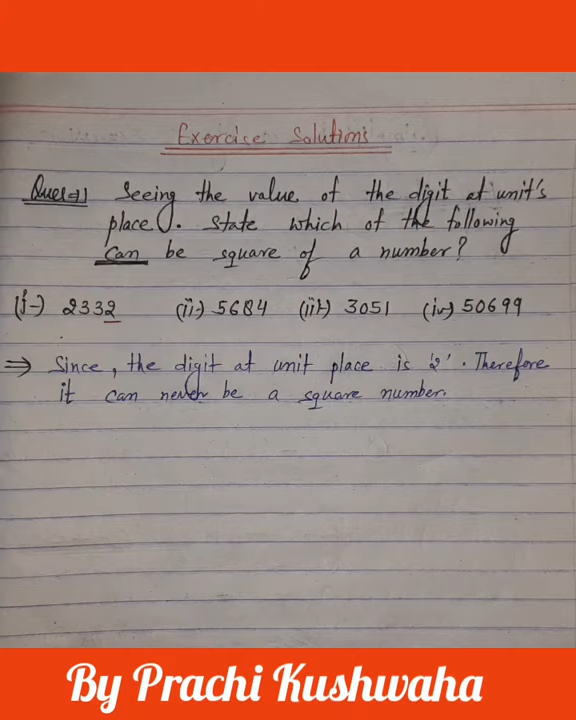 Exercise Solutions
Ques-1 Seeing the value of the digit at unit's
place. State which of the following
can be square of a number?
(i-) 2332 (ii-) 5684 (iii-) 3051 (iv-) 50699
⇒ Since, the digit at unit place is '2'. Therefore
it can never be a square number.
By Prachi Kushwaha